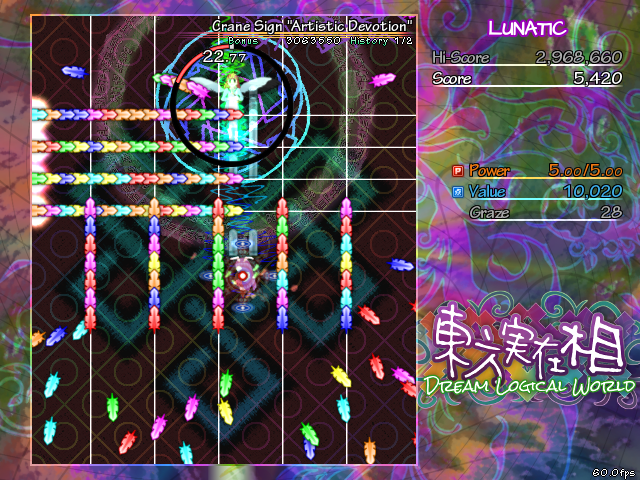 Crane Sign "Artistic Devotion"
Bonus 3063550 History 1/2
22.77
LUNATIC
Hi-Score 2,968,660
Score 5,420
P Power 5.00/5.00
Value 10,020
Graze 28
東方実在相
DREAM LOGICAL WORLD
60.0fps